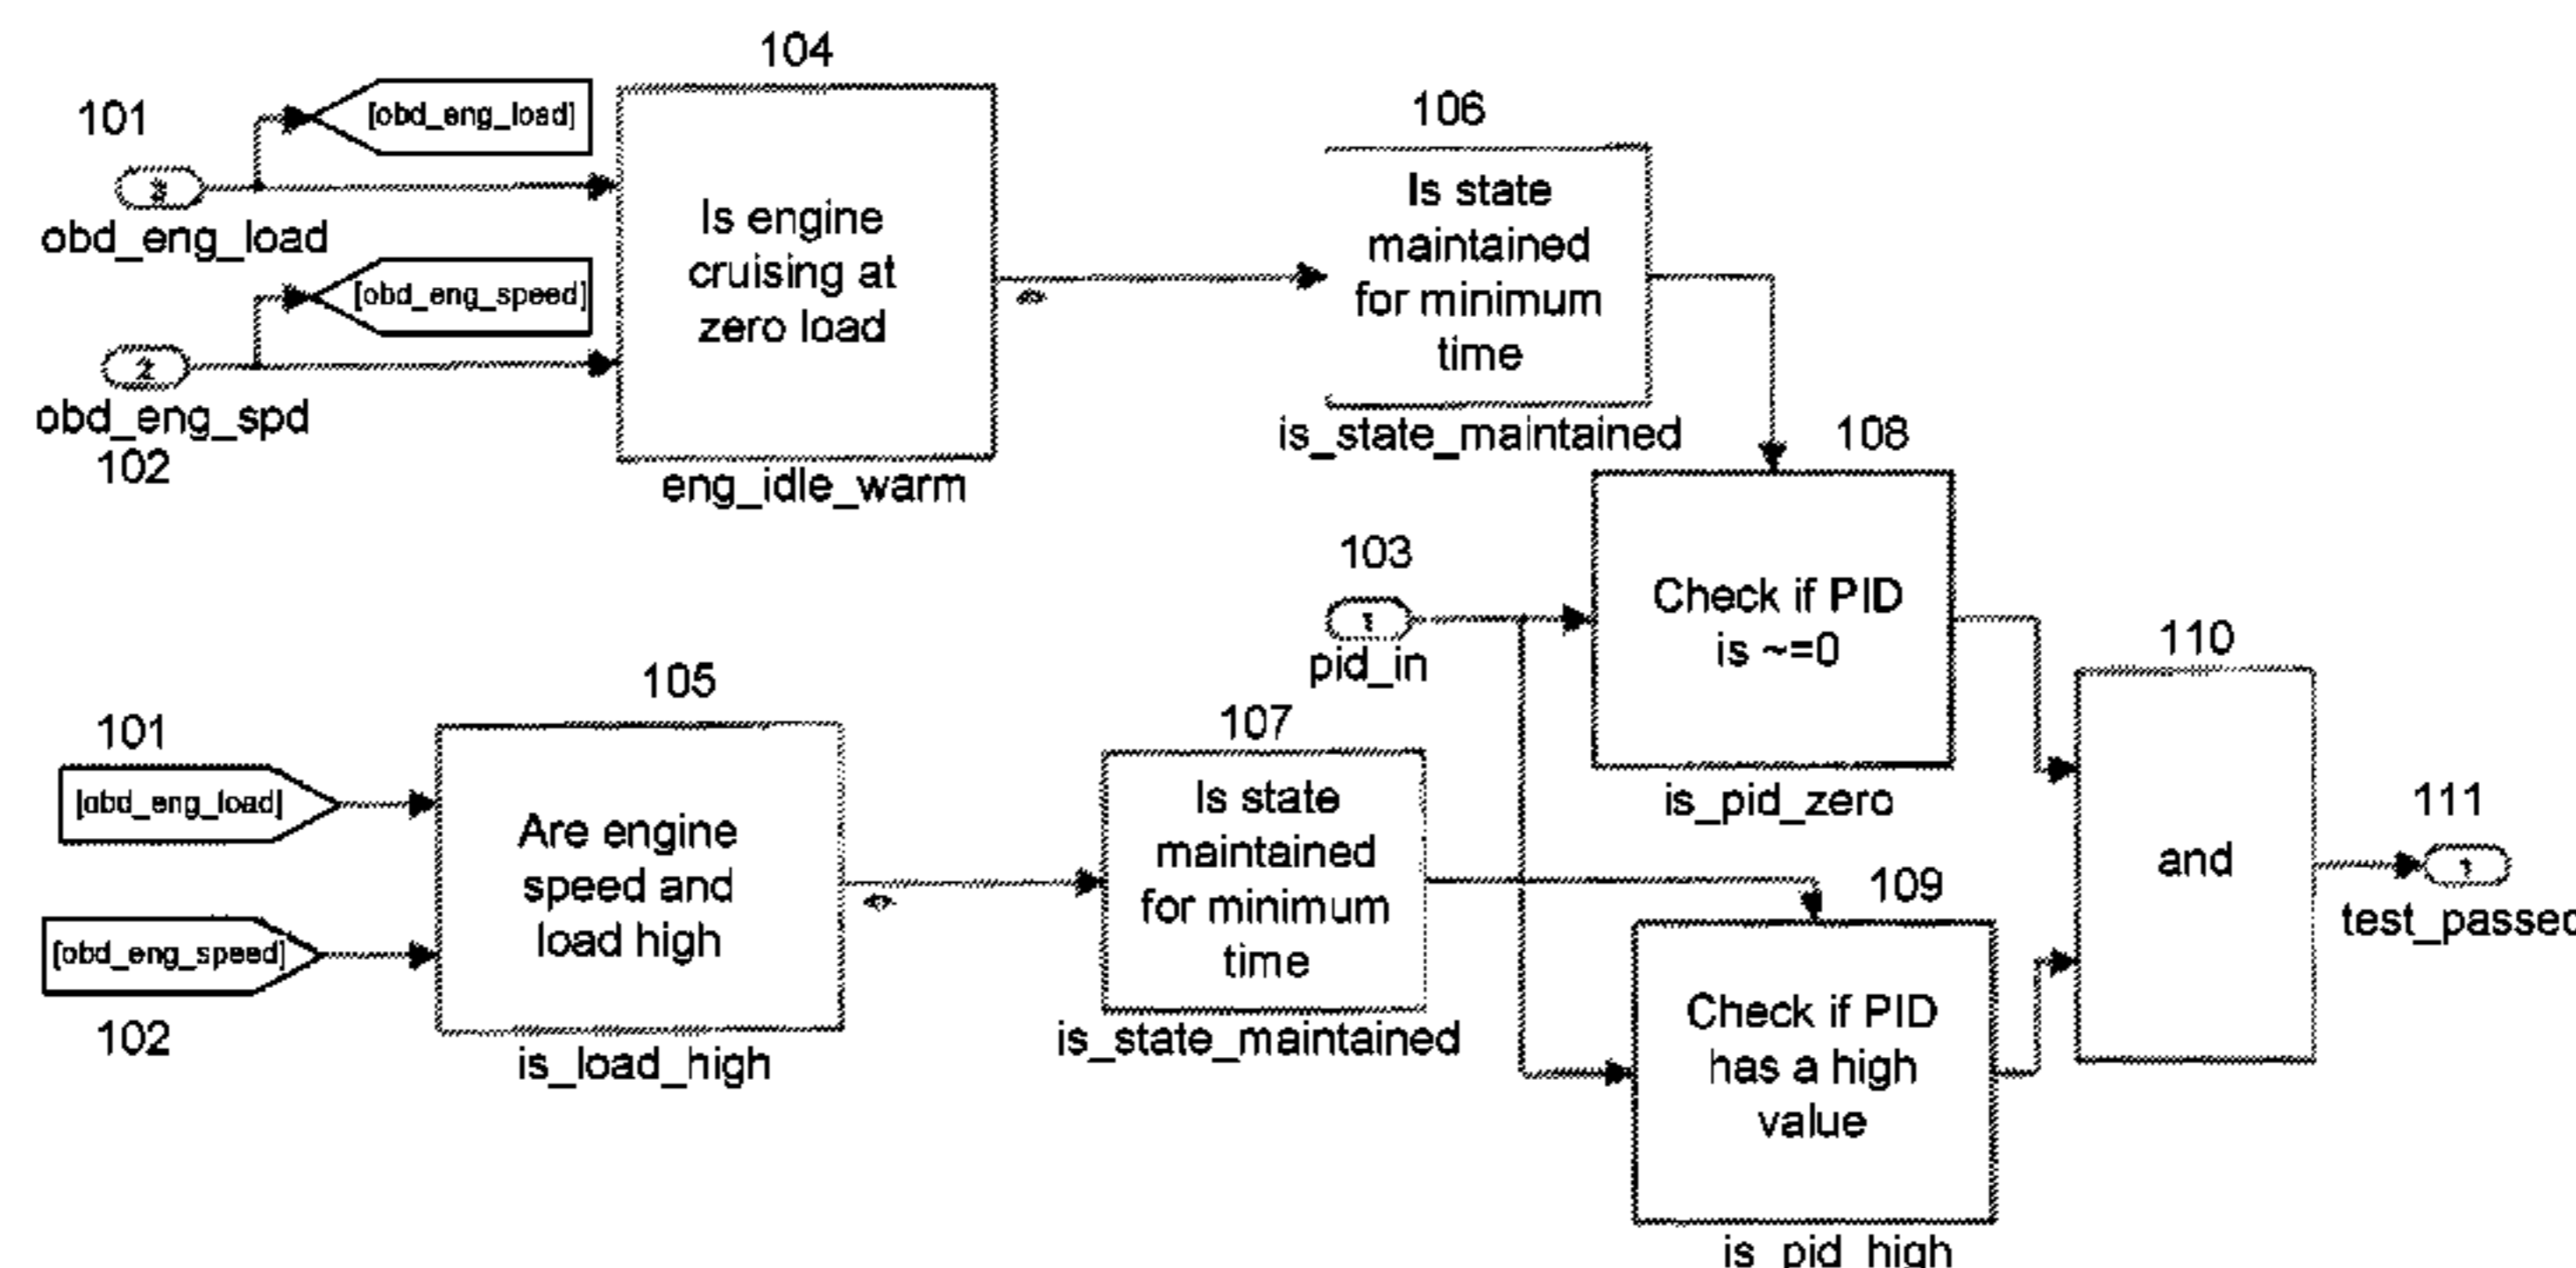 104
101
[obd_eng_load]
obd_eng_load
[obd_eng_speed]
2
obd_eng_spd
102
Is engine
cruising at
zero load
eng_idle_warm
106
Is state
maintained
for minimum
time
is_state_maintained
108
Check if PID
is ~=0
is_pid_zero
103
1
pid_in
105
101
[obd_eng_load]
[obd_eng_speed]
102
Are engine
speed and
load high
is_load_high
107
Is state
maintained
for minimum
time
is_state_maintained
109
Check if PID
has a high
value
is_pid_high
110
and
111
1
test_passed